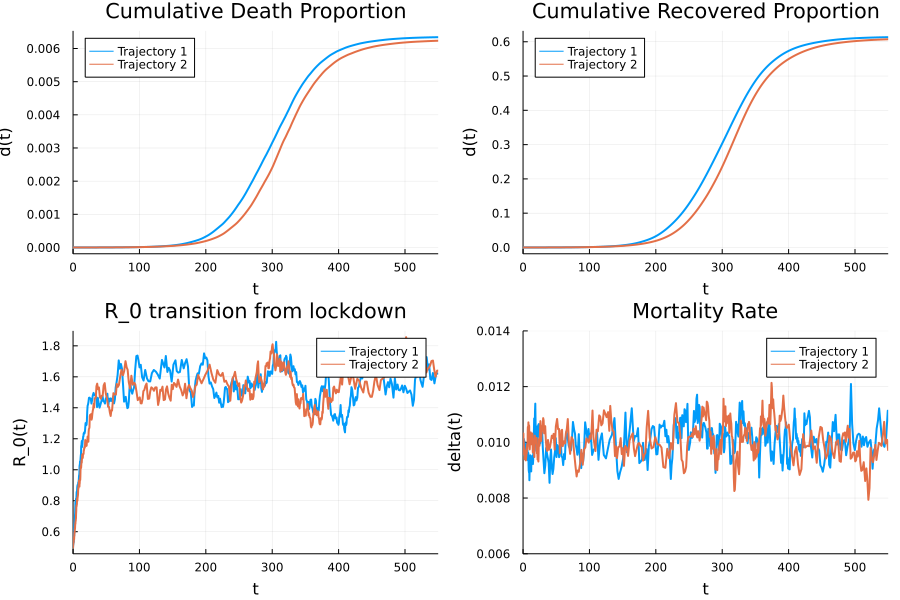 Cumulative Death Proportion
d(t)
0.006
0.005
0.004
0.003
0.002
0.001
0.000
Trajectory 1
Trajectory 2
0 100 200 300 400 500
t
Cumulative Recovered Proportion
d(t)
0.6
0.5
0.4
0.3
0.2
0.1
0.0
Trajectory 1
Trajectory 2
0 100 200 300 400 500
t
R_0 transition from lockdown
R_0(t)
1.8
1.6
1.4
1.2
1.0
0.8
0.6
Trajectory 1
Trajectory 2
0 100 200 300 400 500
t
Mortality Rate
delta(t)
0.014
0.012
0.010
0.008
0.006
Trajectory 1
Trajectory 2
0 100 200 300 400 500
t